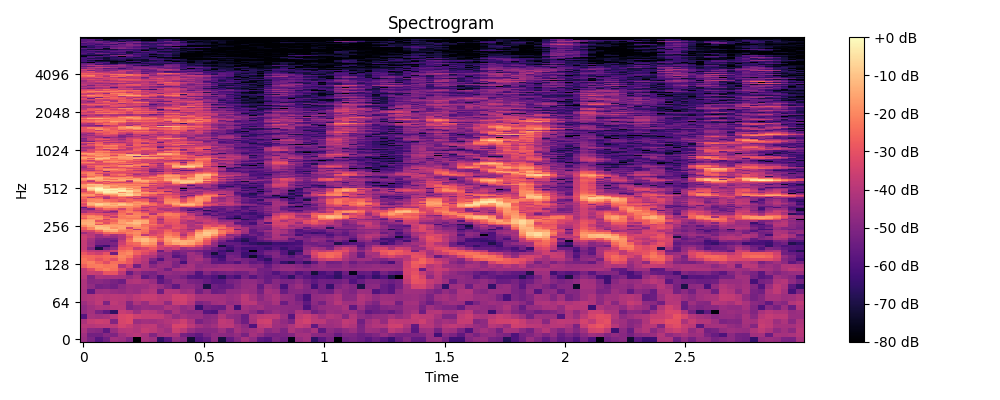 Spectrogram
Hz
4096
2048
1024
512
256
128
64
0
0 0.5 1 1.5 2 2.5
Time
+0 dB
-10 dB
-20 dB
-30 dB
-40 dB
-50 dB
-60 dB
-70 dB
-80 dB